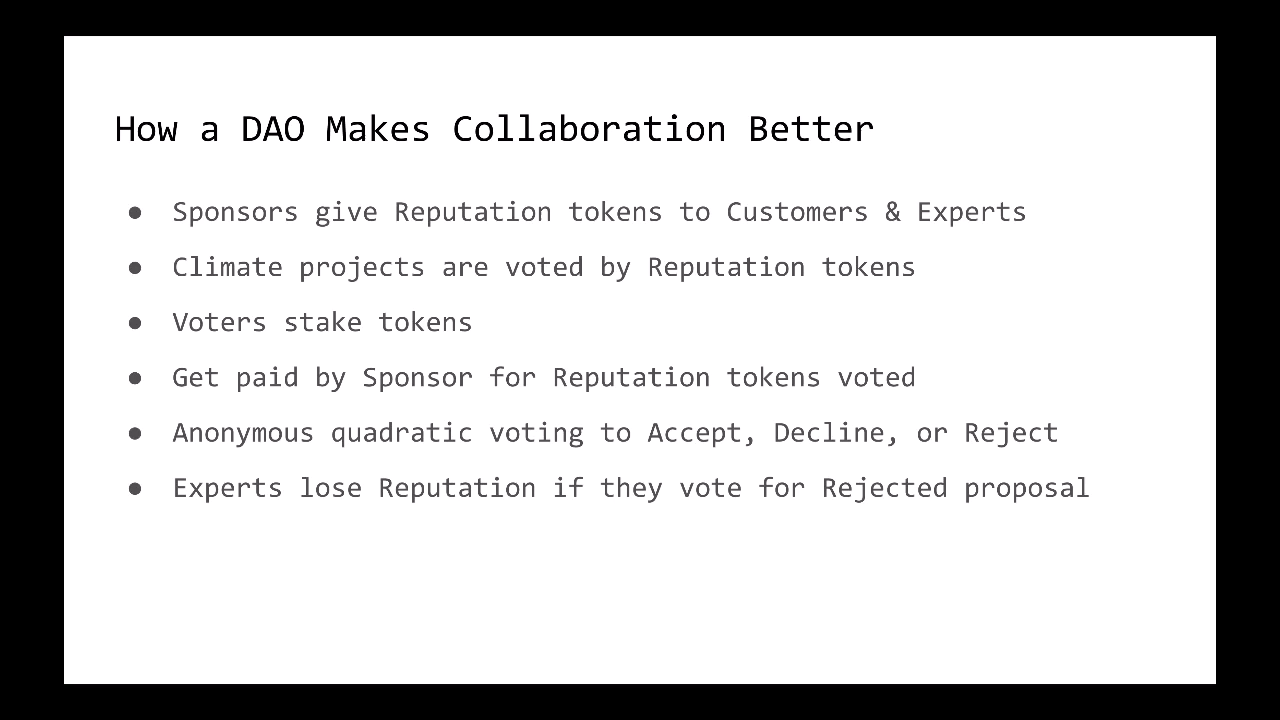 How a DAO Makes Collaboration Better
● Sponsors give Reputation tokens to Customers & Experts
● Climate projects are voted by Reputation tokens
● Voters stake tokens
● Get paid by Sponsor for Reputation tokens voted
● Anonymous quadratic voting to Accept, Decline, or Reject
● Experts lose Reputation if they vote for Rejected proposal